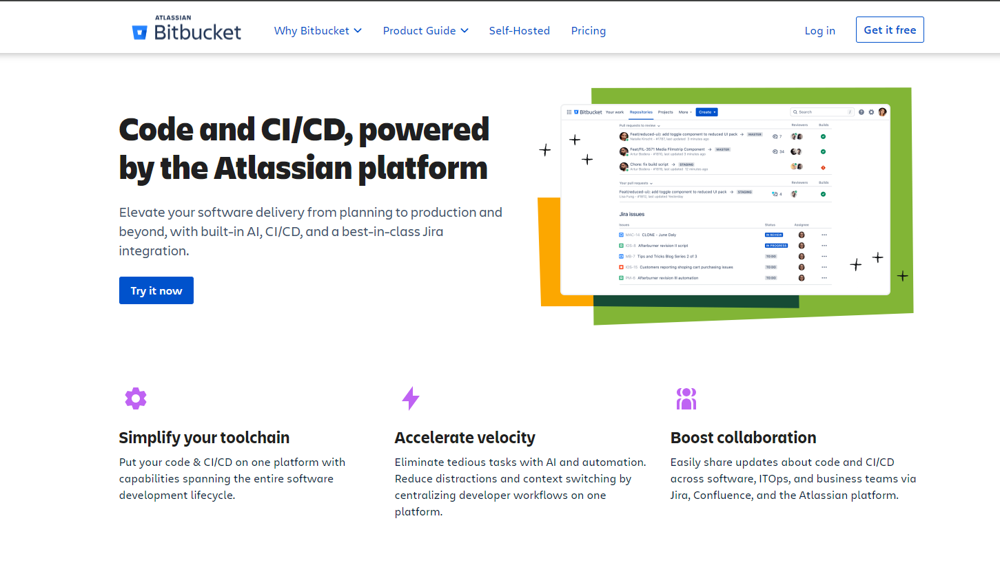 ATLASSIAN
Bitbucket
Why Bitbucket
Product Guide
Self-Hosted
Pricing
Log in
Get it free
Code and CI/CD, powered
by the Atlassian platform
Elevate your software delivery from planning to production and
beyond, with built-in AI, CI/CD, and a best-in-class Jira
integration.
Try it now
Bitbucket Your work Repositories Projects More Create Search /
Pull requests to review Reviewers Builds
Feat(reduced-ui): add toggle component to reduced UI pack → MASTER 7
Natalie Kirscht - #1787, last updated 3 minutes ago
Feat/FIL-3571 Media Filmstrip Component → MASTER 34
Artur Bodera - #1810, last updated 3 minutes ago
Chore: fix build script → STAGING
Artur Bodera - #1819, last updated 12 minutes ago
Your pull requests Reviewers Builds
Feat(reduced-ui): add toggle component to reduced UI pack → STAGING 4
Lisa Fung - #1612, last updated Yesterday
Jira issues
Issues Status Assignee
MAC-14 CLONE - June Daly IN REVIEW
IOS-8 Afterburner revision II script IN PROGRESS
MB-7 Tips and Tricks Blog Series 2 of 3 TO DO
IOS-15 Customers reporting shoping cart purchasing issues TO DO
PM-6 Afterburner revision III automation TO DO
Simplify your toolchain
Put your code & CI/CD on one platform with
capabilities spanning the entire software
development lifecycle.
Accelerate velocity
Eliminate tedious tasks with AI and automation.
Reduce distractions and context switching by
centralizing developer workflows on one
platform.
Boost collaboration
Easily share updates about code and CI/CD
across software, ITOps, and business teams via
Jira, Confluence, and the Atlassian platform.